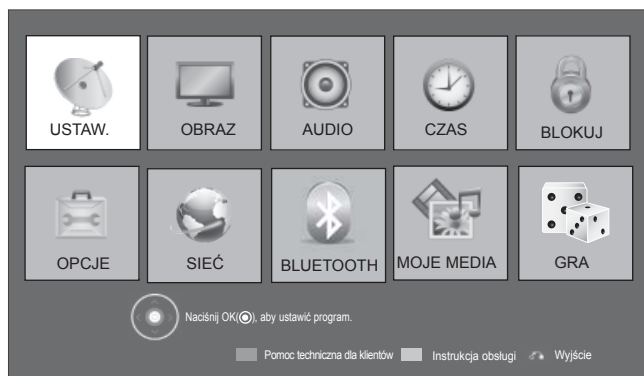 USTAW. OBRAZ AUDIO CZAS BLOKUJ
OPCJE SIEĆ BLUETOOTH MOJE MEDIA GRA
Naciśnij OK(◉), aby ustawić program.
Pomoc techniczna dla klientów Instrukcja obsługi Wyjście